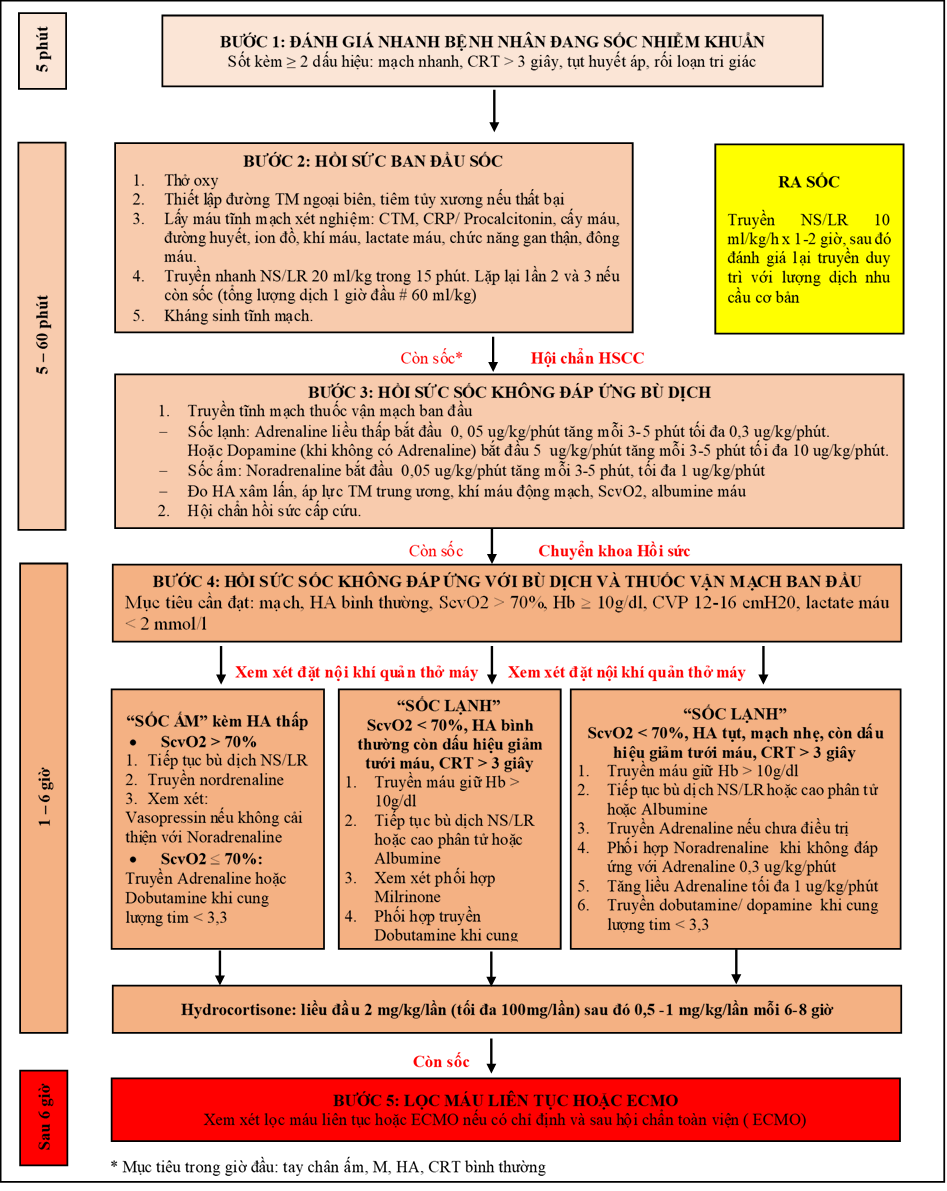 5 phút
BƯỚC 1: ĐÁNH GIÁ NHANH BỆNH NHÂN ĐANG SỐC NHIỄM KHUẨN
Sốt kèm ≥ 2 dấu hiệu: mạch nhanh, CRT > 3 giây, tụt huyết áp, rối loạn tri giác
5 – 60 phút
BƯỚC 2: HỒI SỨC BAN ĐẦU SỐC
1. Thở oxy
2. Thiết lập đường TM ngoại biên, tiêm tủy xương nếu thất bại
3. Lấy máu tĩnh mạch xét nghiệm: CTM, CRP/ Procalcitonin, cấy máu,
đường huyết, ion đồ, khí máu, lactate máu, chức năng gan thận, đông
máu.
4. Truyền nhanh NS/LR 20 ml/kg trong 15 phút. Lặp lại lần 2 và 3 nếu
còn sốc (tổng lượng dịch 1 giờ đầu # 60 ml/kg)
5. Kháng sinh tĩnh mạch.
RA SỐC
Truyền NS/LR 10
ml/kg/h x 1-2 giờ, sau đó
đánh giá lại truyền duy
trì với lượng dịch nhu
cầu cơ bản
Còn sốc* Hội chẩn HSCC
BƯỚC 3: HỒI SỨC SỐC KHÔNG ĐÁP ỨNG BÙ DỊCH
1. Truyền tĩnh mạch thuốc vận mạch ban đầu
– Sốc lạnh: Adrenaline liều thấp bắt đầu 0, 05 ug/kg/phút tăng mỗi 3-5 phút tối đa 0,3 ug/kg/phút.
Hoặc Dopamine (khi không có Adrenaline) bắt đầu 5 ug/kg/phút tăng mỗi 3-5 phút tối đa 10 ug/kg/phút.
– Sốc ấm: Noradrenaline bắt đầu 0,05 ug/kg/phút tăng mỗi 3-5 phút, tối đa 1 ug/kg/phút
– Đo HA xâm lấn, áp lực TM trung ương, khí máu động mạch, ScvO2, albumine máu
2. Hội chẩn hồi sức cấp cứu.
Còn sốc Chuyển khoa Hồi sức
1 – 6 giờ
BƯỚC 4: HỒI SỨC SỐC KHÔNG ĐÁP ỨNG VỚI BÙ DỊCH VÀ THUỐC VẬN MẠCH BAN ĐẦU
Mục tiêu cần đạt: mạch, HA bình thường, ScvO2 > 70%, Hb ≥ 10g/dl, CVP 12-16 cmH20, lactate máu
< 2 mmol/l
Xem xét đặt nội khí quản thở máy Xem xét đặt nội khí quản thở máy
“SỐC ẤM” kèm HA thấp
● ScvO2 > 70%
1. Tiếp tục bù dịch NS/LR
2. Truyền nordrenaline
3. Xem xét:
Vasopressin nếu không cải
thiện với Noradrenaline
● ScvO2 ≤ 70%:
Truyền Adrenaline hoặc
Dobutamine khi cung
lượng tim < 3,3
“SỐC LẠNH”
ScvO2 < 70%, HA bình
thường còn dấu hiệu giảm
tưới máu, CRT > 3 giây
1. Truyền máu giữ Hb >
10g/dl
2. Tiếp tục bù dịch NS/LR
hoặc cao phân tử hoặc
Albumine
3. Xem xét phối hợp
Milrinone
4. Phối hợp truyền
Dobutamine khi cung
“SỐC LẠNH”
ScvO2 < 70%, HA tụt, mạch nhẹ, còn dấu
hiệu giảm tưới máu, CRT > 3 giây
1. Truyền máu giữ Hb > 10g/dl
2. Tiếp tục bù dịch NS/LR hoặc cao phân tử
hoặc Albumine
3. Truyền Adrenaline nếu chưa điều trị
4. Phối hợp Noradrenaline khi không đáp
ứng với Adrenaline 0,3 ug/kg/phút
5. Tăng liều Adrenaline tối đa 1 ug/kg/phút
6. Truyền dobutamine/ dopamine khi cung
lượng tim < 3,3
Hydrocortisone: liều đầu 2 mg/kg/lần (tối đa 100mg/lần) sau đó 0,5 -1 mg/kg/lần mỗi 6-8 giờ
Còn sốc
Sau 6 giờ
BƯỚC 5: LỌC MÁU LIÊN TỤC HOẶC ECMO
Xem xét lọc máu liên tục hoặc ECMO nếu có chỉ định và sau hội chẩn toàn viện ( ECMO)
* Mục tiêu trong giờ đầu: tay chân ấm, M, HA, CRT bình thường